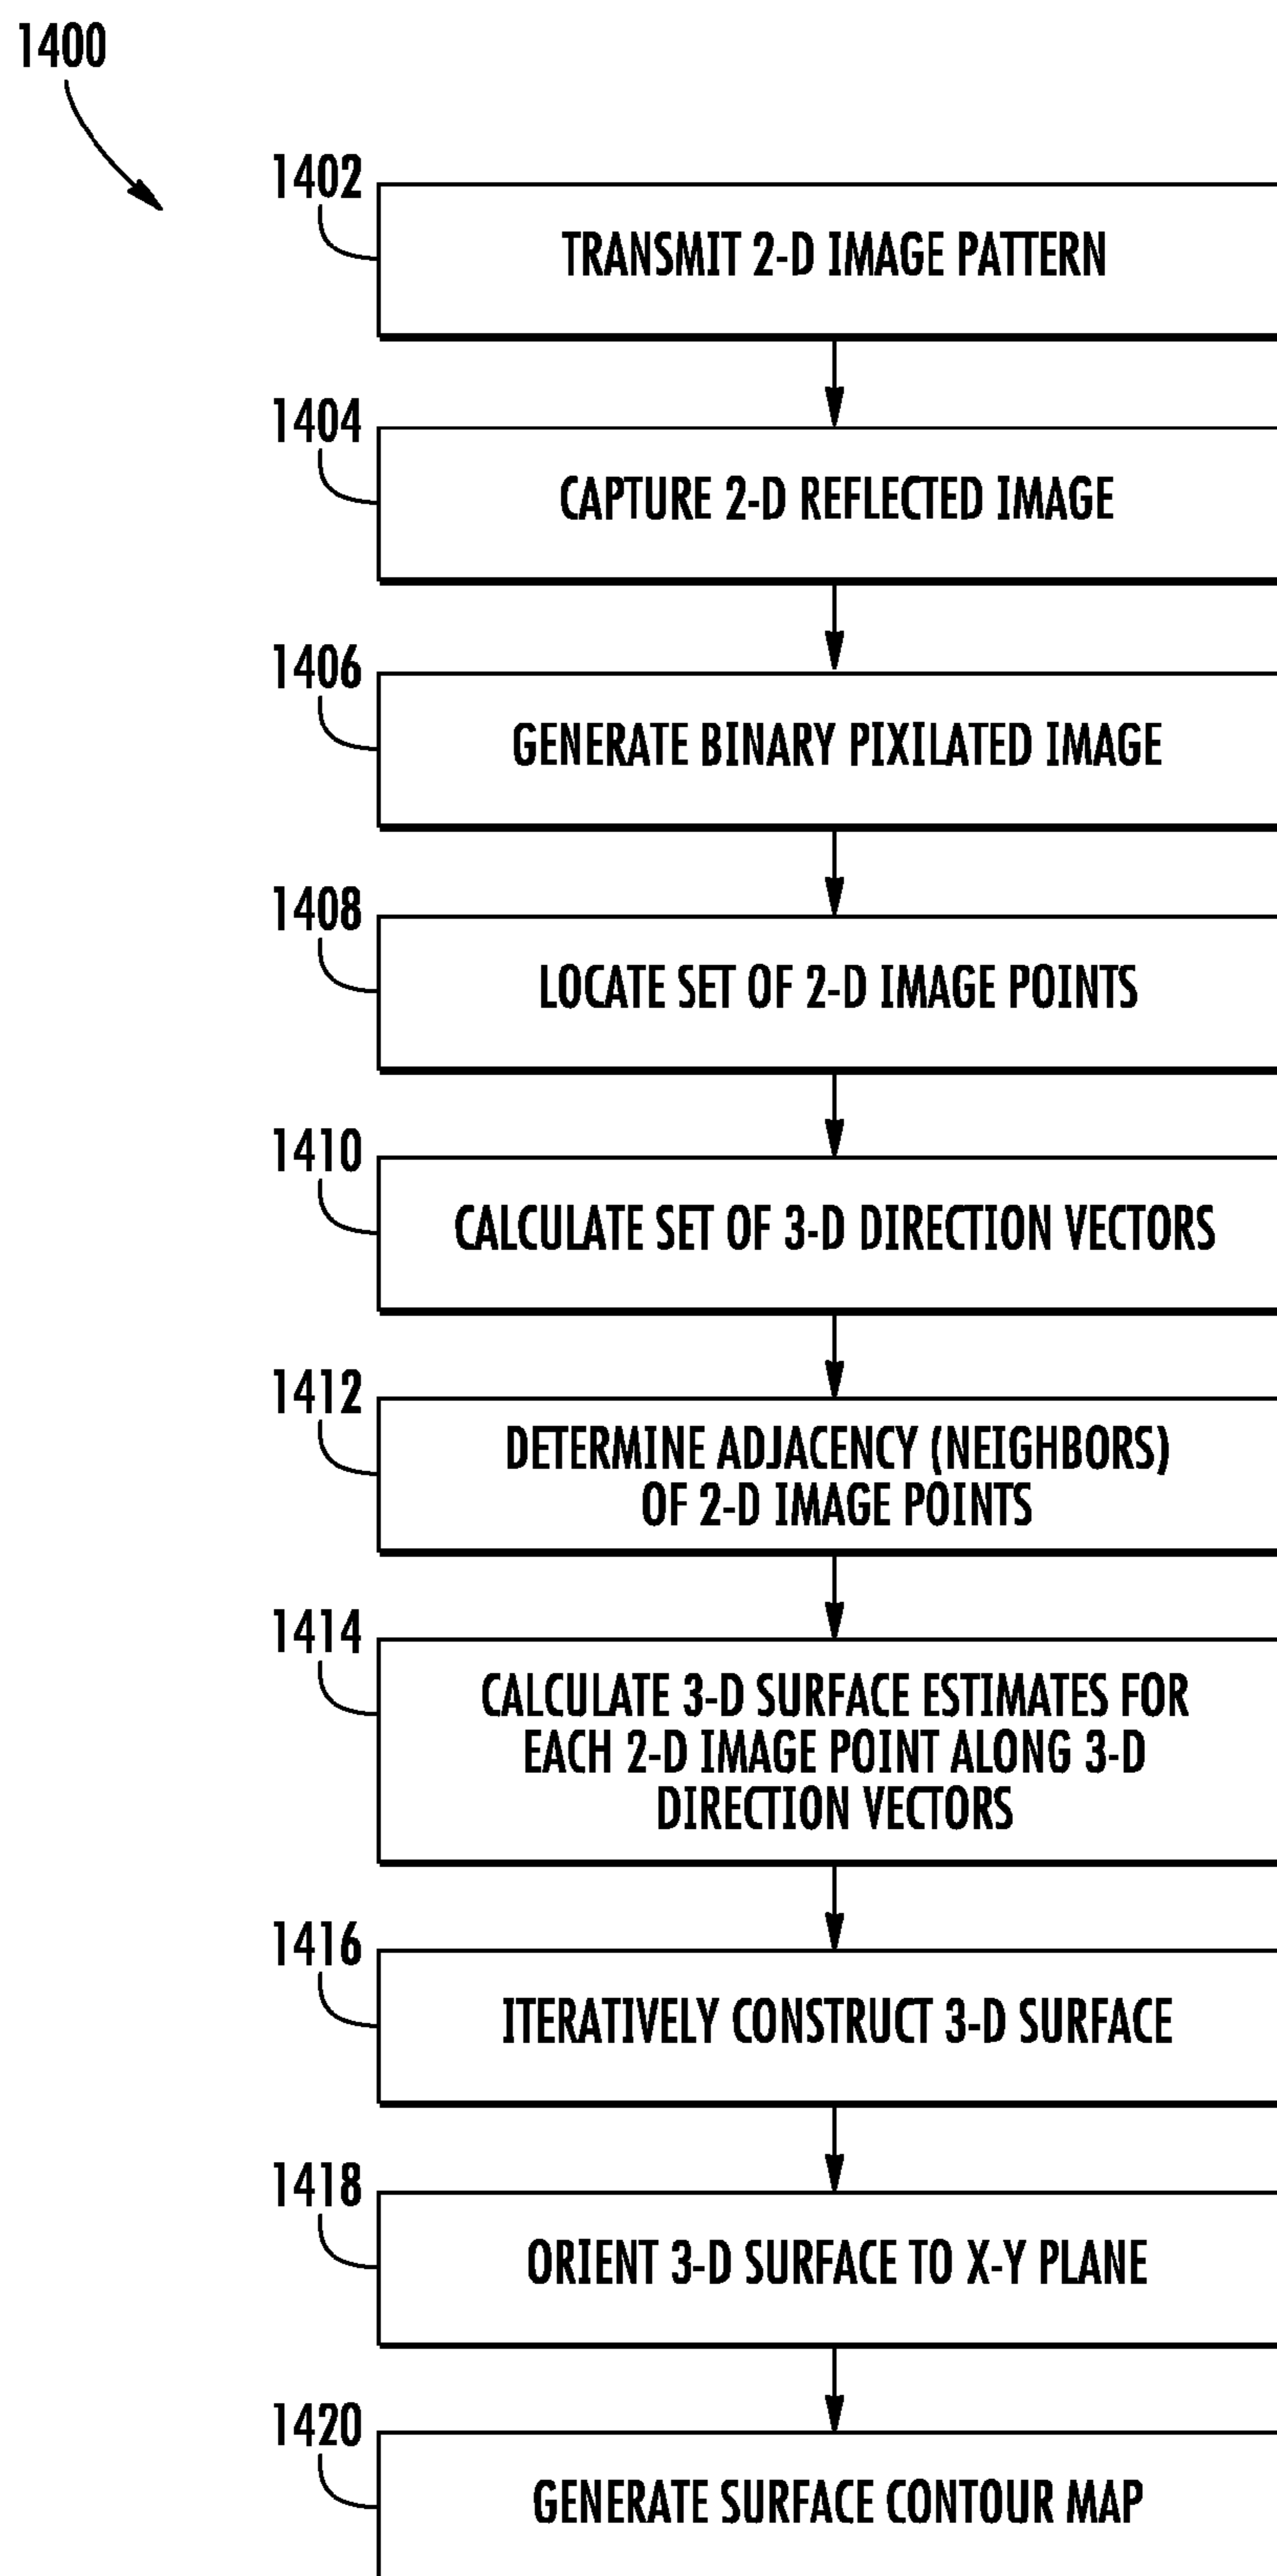 1400
1402
TRANSMIT 2-D IMAGE PATTERN
1404
CAPTURE 2-D REFLECTED IMAGE
1406
GENERATE BINARY PIXILATED IMAGE
1408
LOCATE SET OF 2-D IMAGE POINTS
1410
CALCULATE SET OF 3-D DIRECTION VECTORS
1412
DETERMINE ADJACENCY (NEIGHBORS)
OF 2-D IMAGE POINTS
1414
CALCULATE 3-D SURFACE ESTIMATES FOR
EACH 2-D IMAGE POINT ALONG 3-D
DIRECTION VECTORS
1416
ITERATIVELY CONSTRUCT 3-D SURFACE
1418
ORIENT 3-D SURFACE TO X-Y PLANE
1420
GENERATE SURFACE CONTOUR MAP